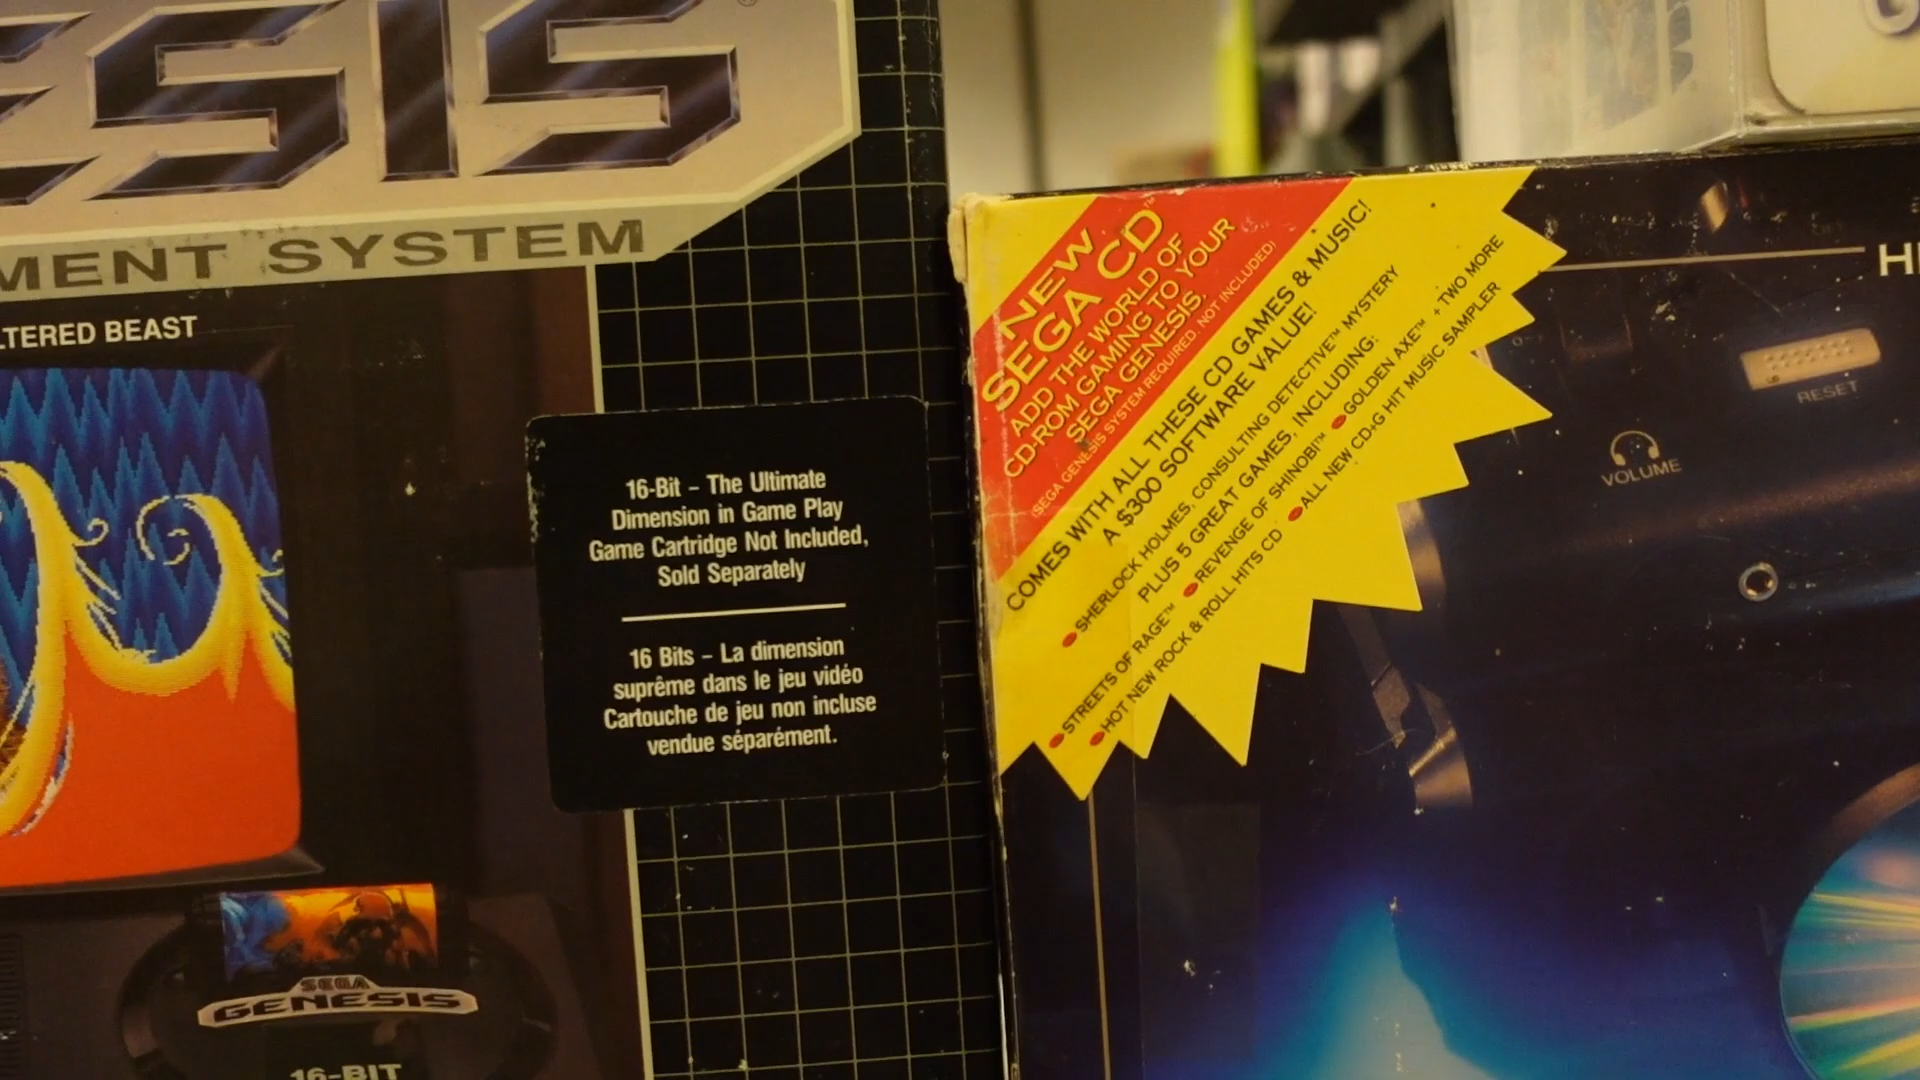 ESIS
MENT SYSTEM
LTERED BEAST
16-Bit – The Ultimate
Dimension in Game Play
Game Cartridge Not Included,
Sold Separately
16 Bits – La dimension
suprême dans le jeu vidéo
Cartouche de jeu non incluse
vendue séparément.
SEGA
GENESIS
16-BIT
NEW
SEGA CD™
ADD THE WORLD OF
CD-ROM GAMING TO YOUR
SEGA GENESIS.
(SEGA GENESIS SYSTEM REQUIRED, NOT INCLUDED)
COMES WITH ALL THESE CD GAMES & MUSIC!
A $300 SOFTWARE VALUE!
SHERLOCK HOLMES, CONSULTING DETECTIVE™ MYSTERY
PLUS 5 GREAT GAMES, INCLUDING:
STREETS OF RAGE™ REVENGE OF SHINOBI™ GOLDEN AXE™ + TWO MORE
HOT NEW ROCK & ROLL HITS CD ALL NEW CD+G HIT MUSIC SAMPLER
RESET
VOLUME